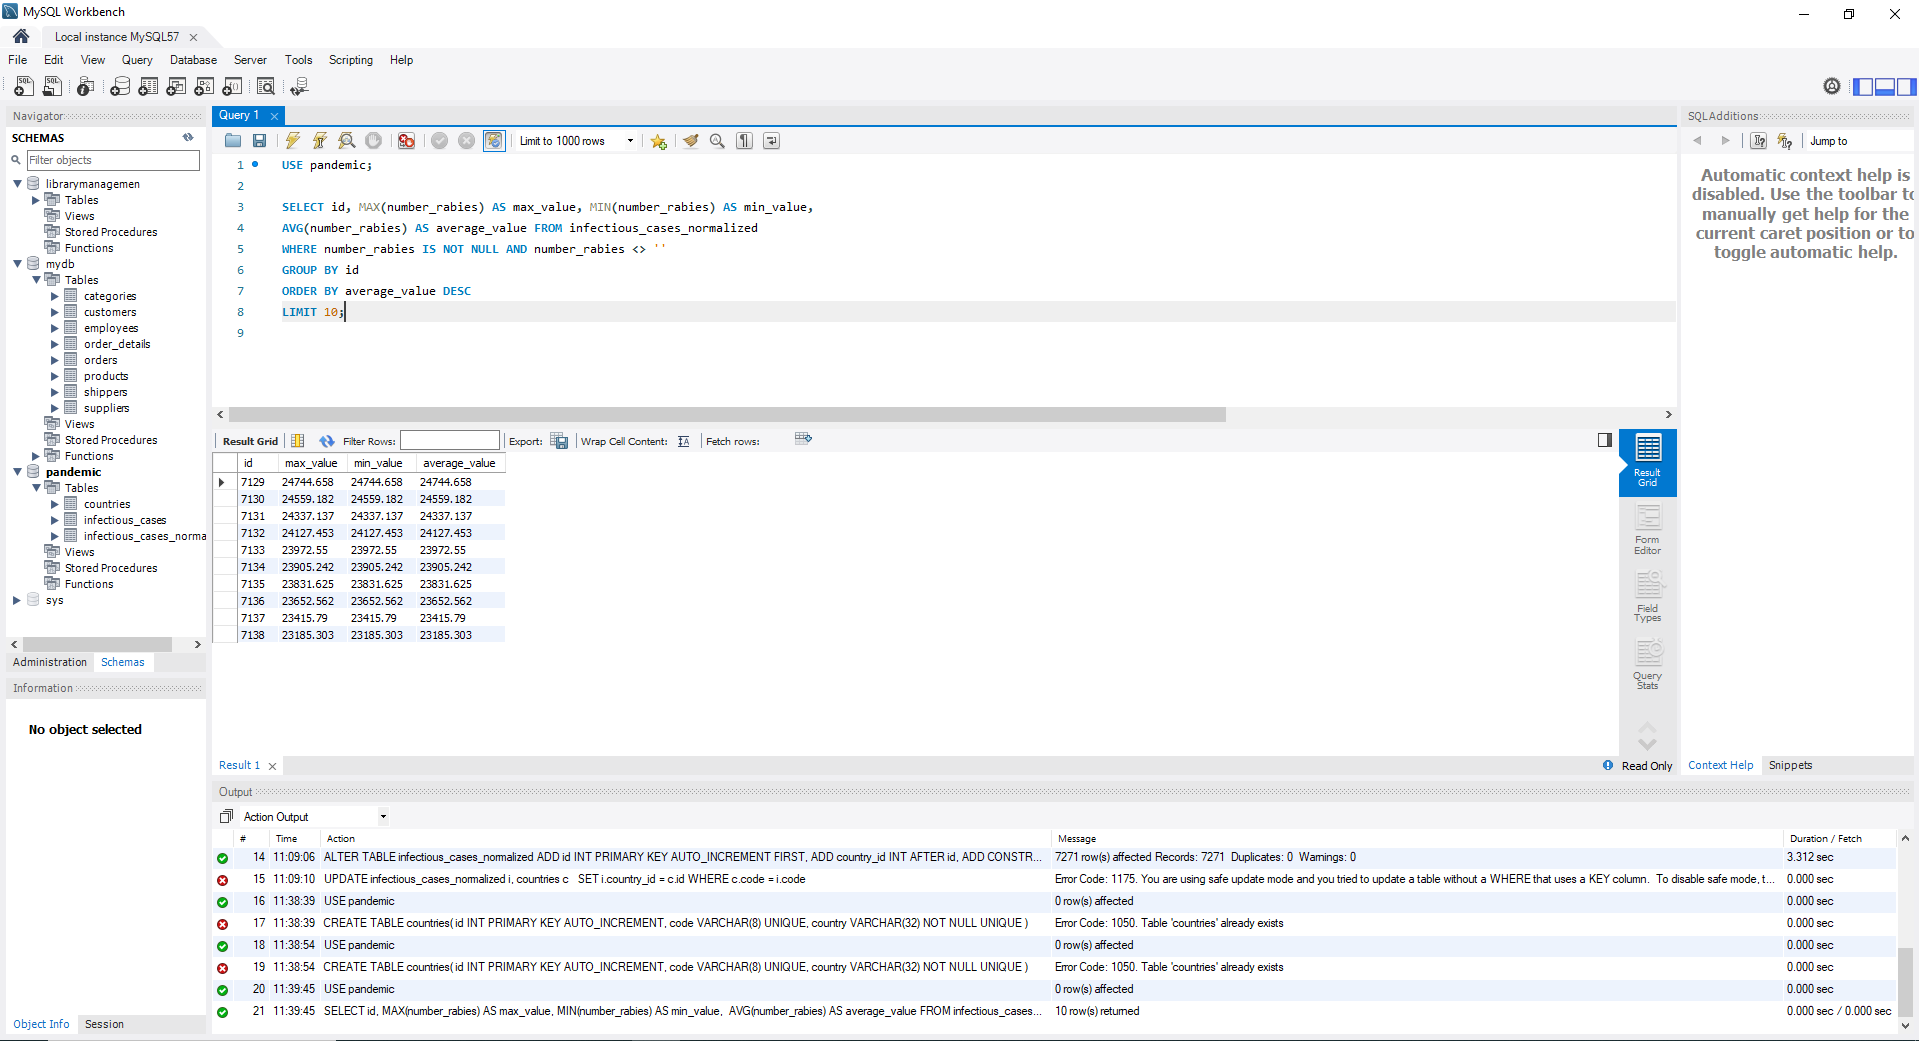 MySQL Workbench
Local instance MySQL57
File Edit View Query Database Server Tools Scripting Help
Navigator
SCHEMAS
Filter objects
librarymanagemen
Tables
Views
Stored Procedures
Functions
mydb
Tables
categories
customers
employees
order_details
orders
products
shippers
suppliers
Views
Stored Procedures
Functions
pandemic
Tables
countries
infectious_cases
infectious_cases_norma
Views
Stored Procedures
Functions
sys
Administration Schemas
Information
No object selected
Object Info Session
Query 1
Limit to 1000 rows
1 USE pandemic;
2
3 SELECT id, MAX(number_rabies) AS max_value, MIN(number_rabies) AS min_value,
4 AVG(number_rabies) AS average_value FROM infectious_cases_normalized
5 WHERE number_rabies IS NOT NULL AND number_rabies <> ''
6 GROUP BY id
7 ORDER BY average_value DESC
8 LIMIT 10;
9
Result Grid Filter Rows: Export: Wrap Cell Content: Fetch rows:
id max_value min_value average_value
7129 24744.658 24744.658 24744.658
7130 24559.182 24559.182 24559.182
7131 24337.137 24337.137 24337.137
7132 24127.453 24127.453 24127.453
7133 23972.55 23972.55 23972.55
7134 23905.242 23905.242 23905.242
7135 23831.625 23831.625 23831.625
7136 23652.562 23652.562 23652.562
7137 23415.79 23415.79 23415.79
7138 23185.303 23185.303 23185.303
Result
Grid
Form
Editor
Field
Types
Query
Stats
Result 1
Read Only
SQLAdditions
Jump to
Automatic context help is
disabled. Use the toolbar to
manually get help for the
current caret position or to
toggle automatic help.
Context Help Snippets
Output
Action Output
# Time Action Message Duration / Fetch
14 11:09:06 ALTER TABLE infectious_cases_normalized ADD id INT PRIMARY KEY AUTO_INCREMENT FIRST, ADD country_id INT AFTER id, ADD CONSTR... 7271 row(s) affected Records: 7271 Duplicates: 0 Warnings: 0 3.312 sec
15 11:09:10 UPDATE infectious_cases_normalized i, countries c SET i.country_id = c.id WHERE c.code = i.code Error Code: 1175. You are using safe update mode and you tried to update a table without a WHERE that uses a KEY column. To disable safe mode, t... 0.000 sec
16 11:38:39 USE pandemic 0 row(s) affected 0.000 sec
17 11:38:39 CREATE TABLE countries( id INT PRIMARY KEY AUTO_INCREMENT, code VARCHAR(8) UNIQUE, country VARCHAR(32) NOT NULL UNIQUE ) Error Code: 1050. Table 'countries' already exists 0.000 sec
18 11:38:54 USE pandemic 0 row(s) affected 0.000 sec
19 11:38:54 CREATE TABLE countries( id INT PRIMARY KEY AUTO_INCREMENT, code VARCHAR(8) UNIQUE, country VARCHAR(32) NOT NULL UNIQUE ) Error Code: 1050. Table 'countries' already exists 0.000 sec
20 11:39:45 USE pandemic 0 row(s) affected 0.000 sec
21 11:39:45 SELECT id, MAX(number_rabies) AS max_value, MIN(number_rabies) AS min_value, AVG(number_rabies) AS average_value FROM infectious_cases... 10 row(s) returned 0.000 sec / 0.000 sec